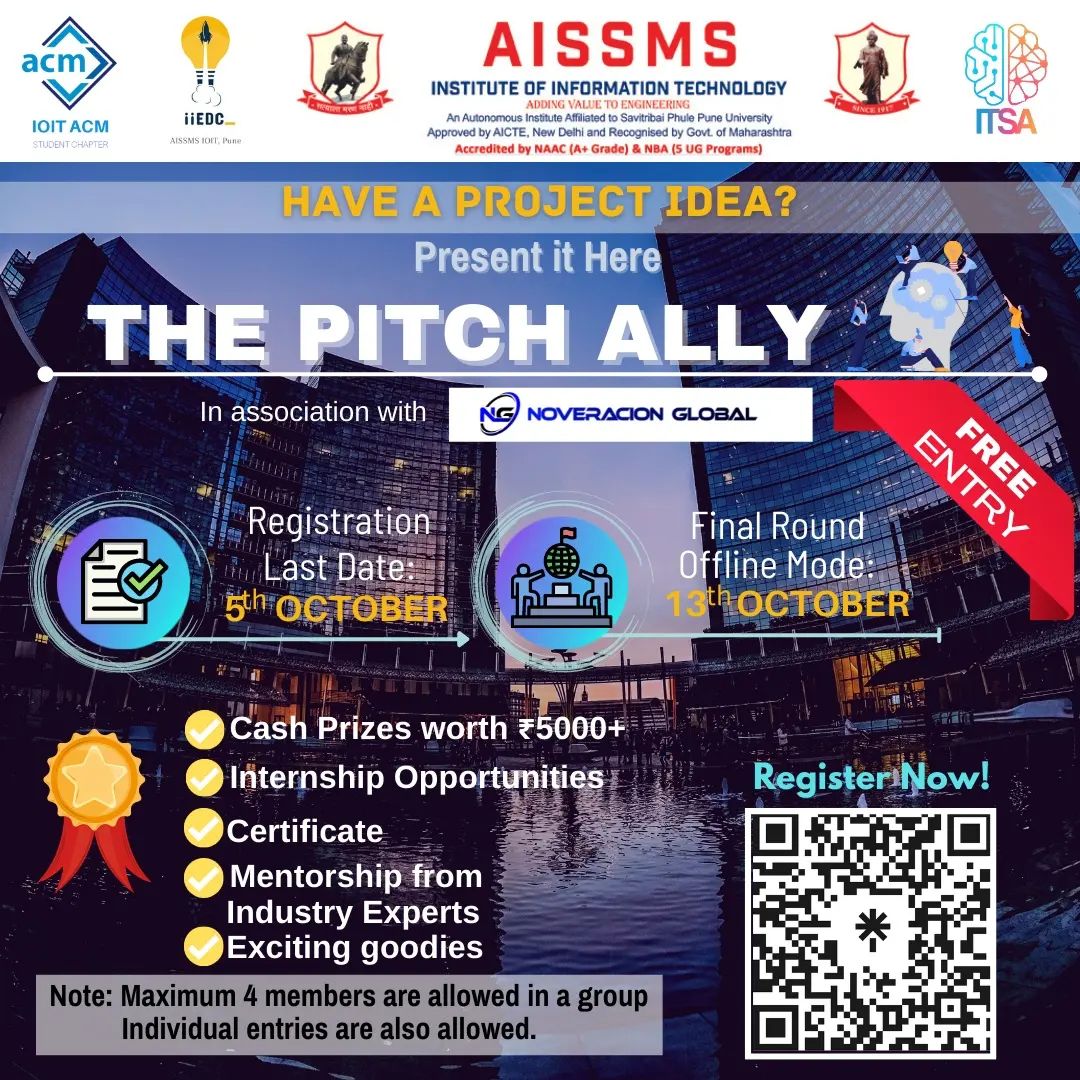 acm
IOIT ACM
STUDENT CHAPTER
iiEDC_
AISSMS IOIT, Pune
AISSMS
INSTITUTE OF INFORMATION TECHNOLOGY
ADDING VALUE TO ENGINEERING
An Autonomous Institute Affiliated to Savitribai Phule Pune University
Approved by AICTE, New Delhi and Recognised by Govt. of Maharashtra
Accredited by NAAC (A+ Grade) & NBA (5 UG Programs)
SINCE 1917
ITSA
HAVE A PROJECT IDEA?
Present it Here
THE PITCH ALLY
In association with
NG NOVERACION GLOBAL
FREE
ENTRY
Registration
Last Date:
5th OCTOBER
Final Round
Offline Mode:
13th OCTOBER
Cash Prizes worth ₹5000+
Internship Opportunities
Certificate
Mentorship from
Industry Experts
Exciting goodies
Register Now!
Note: Maximum 4 members are allowed in a group
Individual entries are also allowed.